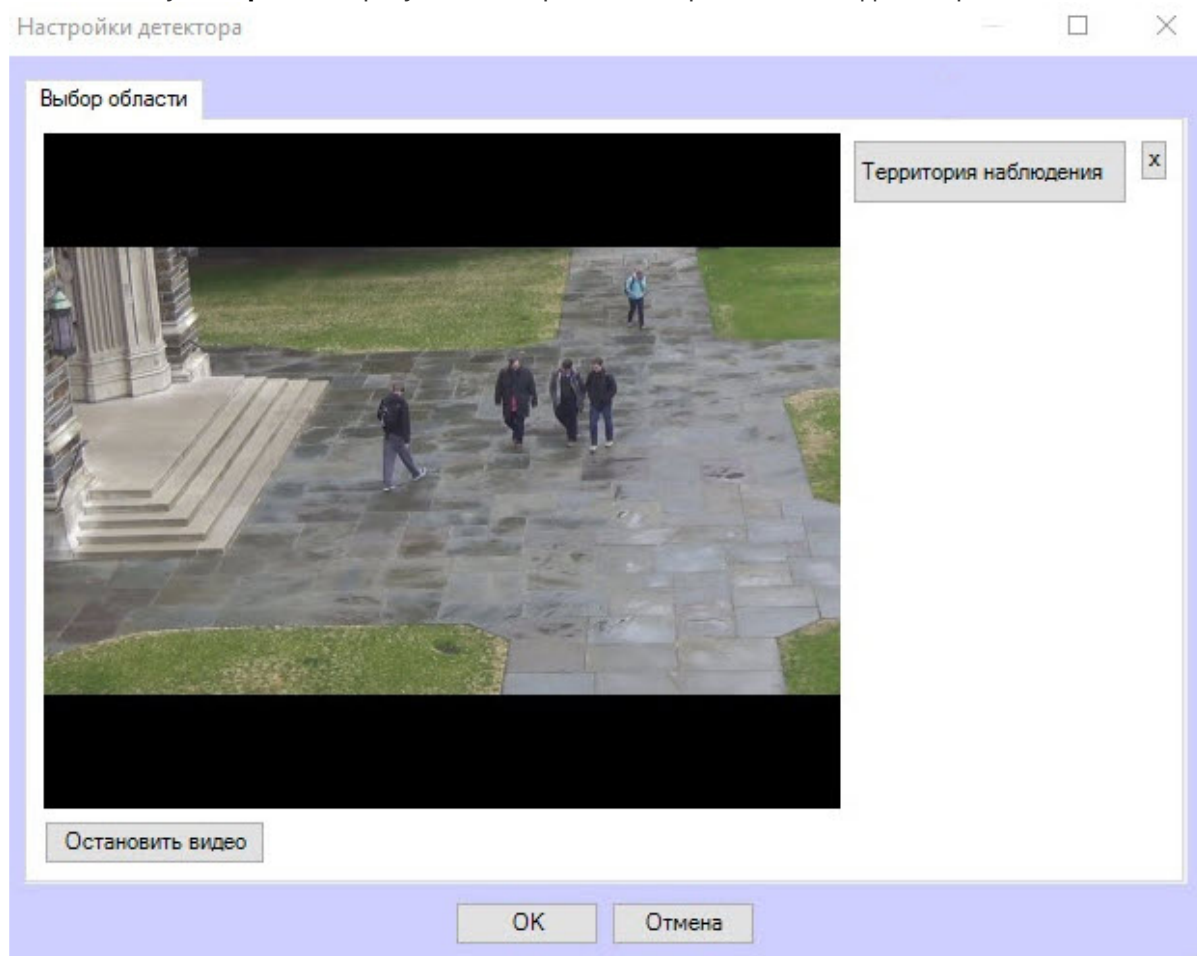 Настройки детектора
Выбор области
Территория наблюдения
x
Остановить видео
OK
Отмена